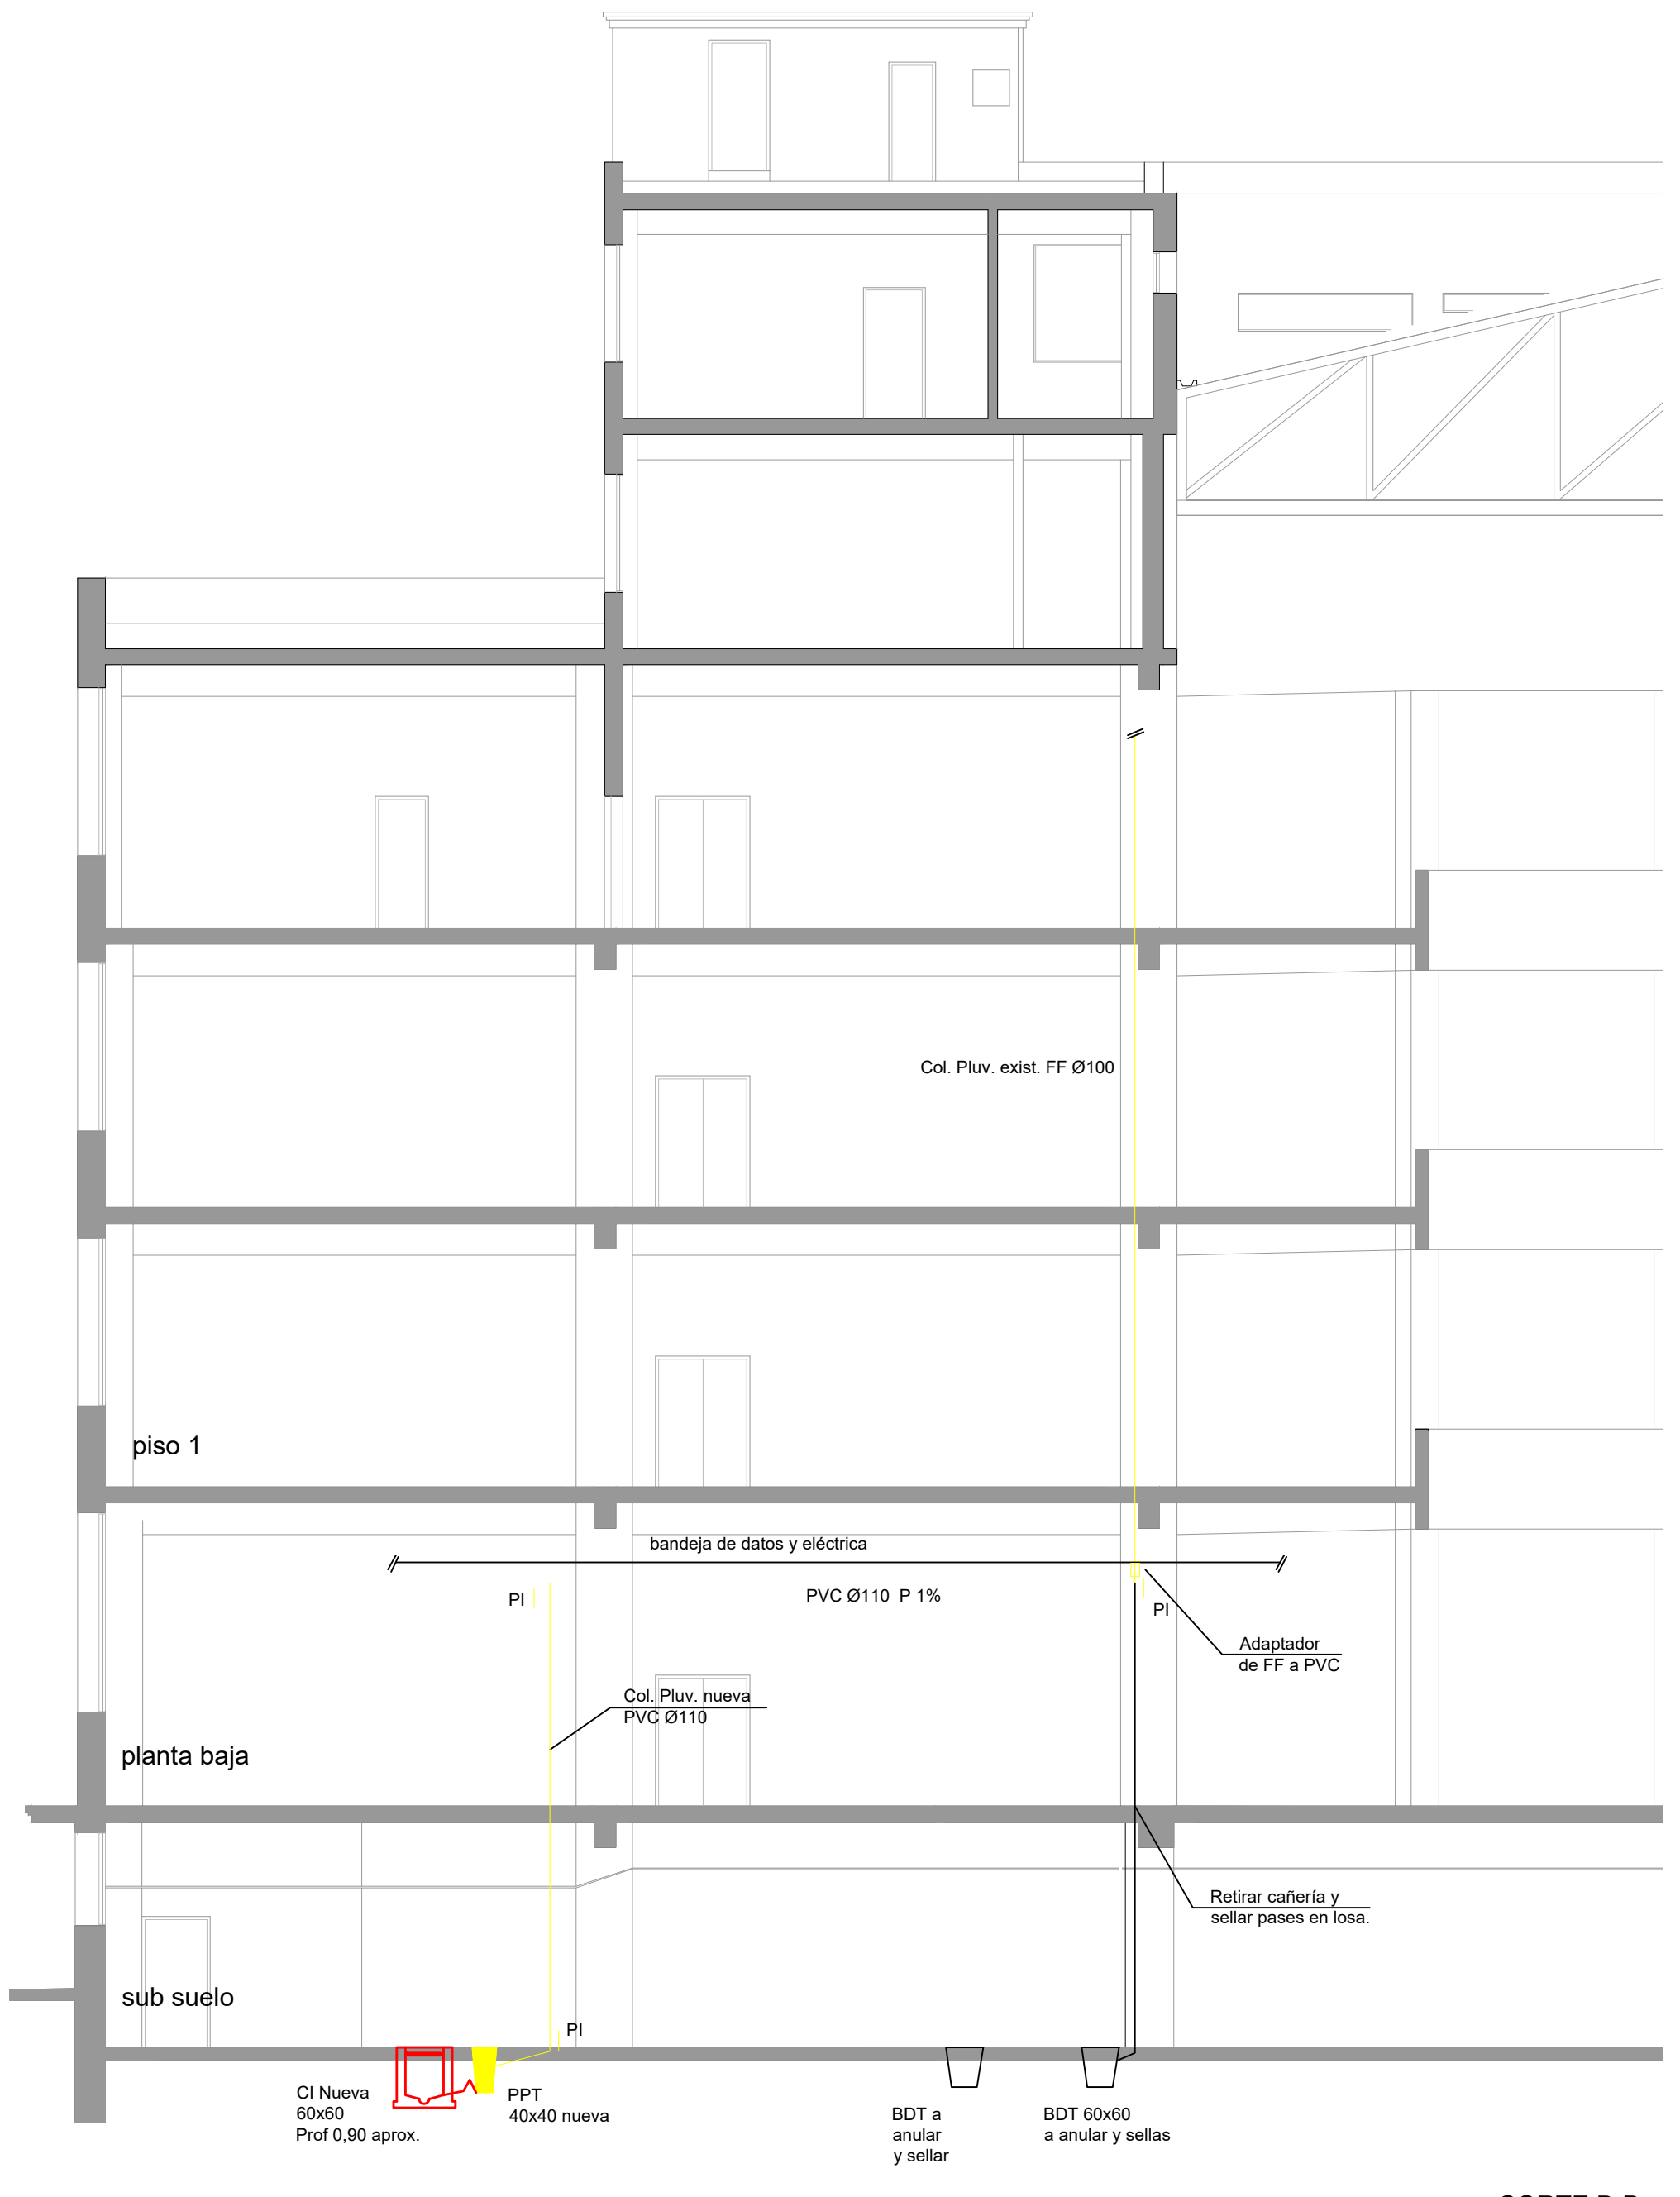 Col. Pluv. exist. FF Ø100
piso 1
bandeja de datos y eléctrica
PI
PVC Ø110 P 1%
PI
Adaptador
de FF a PVC
Col. Pluv. nueva
PVC Ø110
planta baja
Retirar cañería y
sellar pases en losa.
sub suelo
PI
CI Nueva
60x60
Prof 0,90 aprox.
PPT
40x40 nueva
BDT a
anular
y sellar
BDT 60x60
a anular y sellas